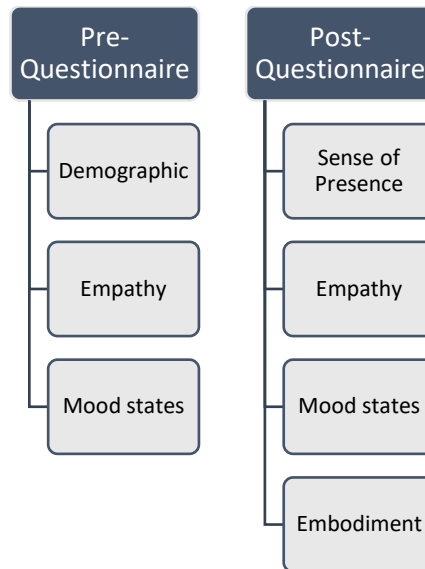 Pre-
Questionnaire
Demographic
Empathy
Mood states
Post-
Questionnaire
Sense of
Presence
Empathy
Mood states
Embodiment